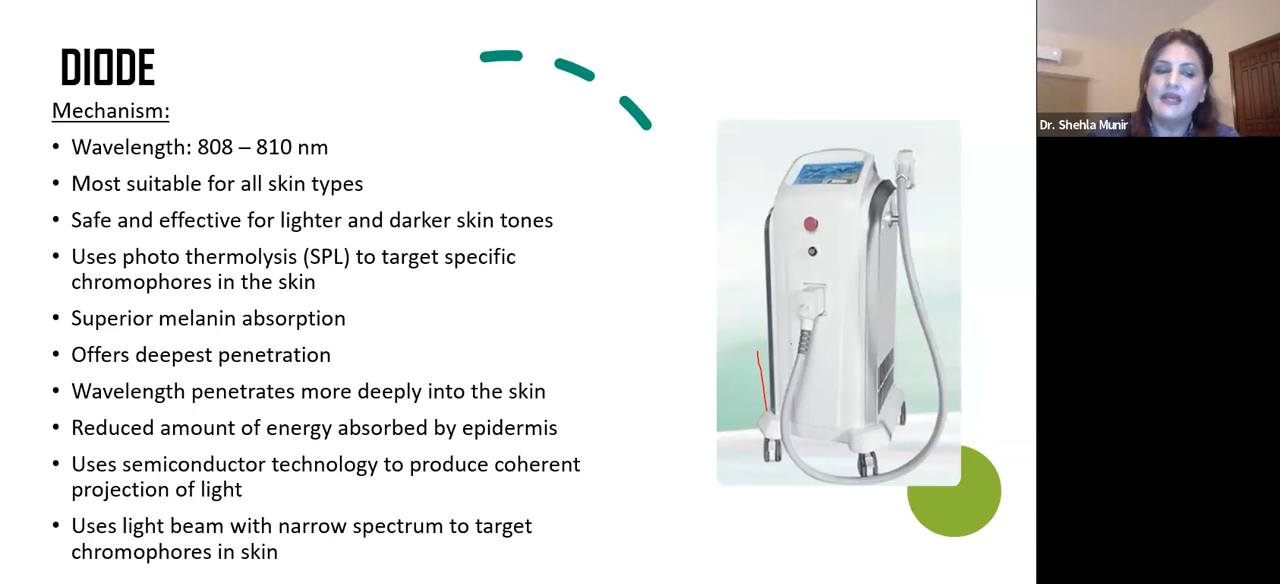 DIODE
Mechanism:
• Wavelength: 808 – 810 nm
• Most suitable for all skin types
• Safe and effective for lighter and darker skin tones
• Uses photo thermolysis (SPL) to target specific
chromophores in the skin
• Superior melanin absorption
• Offers deepest penetration
• Wavelength penetrates more deeply into the skin
• Reduced amount of energy absorbed by epidermis
• Uses semiconductor technology to produce coherent
projection of light
• Uses light beam with narrow spectrum to target
chromophores in skin
Dr. Shehla Munir